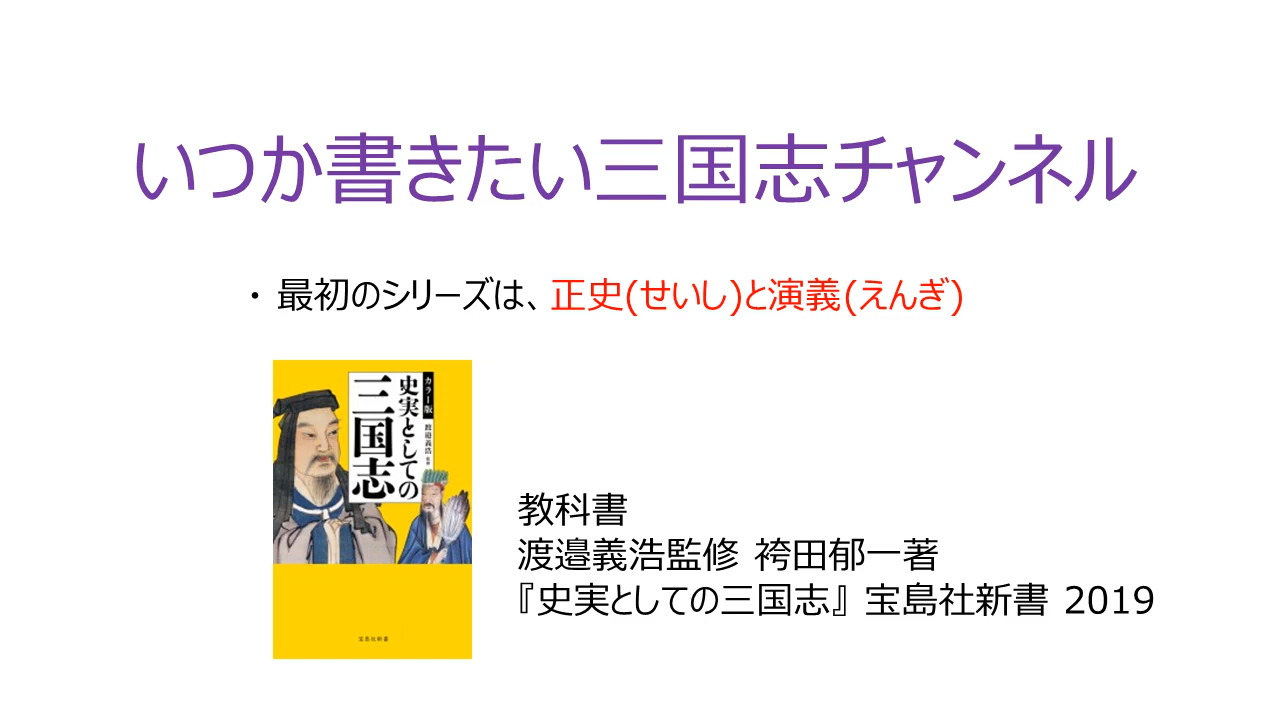 いつか書きたい三国志チャンネル
・ 最初のシリーズは、正史(せいし)と演義(えんぎ)
カラー版
史実としての
三国志
渡邉義浩 監修
宝島社新書
教科書
渡邉義浩監修 袴田郁一著
『史実としての三国志』 宝島社新書 2019